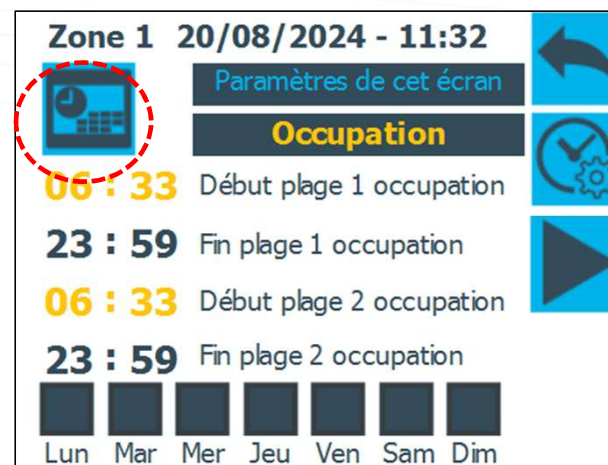 Zone 1 20/08/2024 - 11:32
Paramètres de cet écran
Occupation
06 : 33 Début plage 1 occupation
23 : 59 Fin plage 1 occupation
06 : 33 Début plage 2 occupation
23 : 59 Fin plage 2 occupation
Lun Mar Mer Jeu Ven Sam Dim